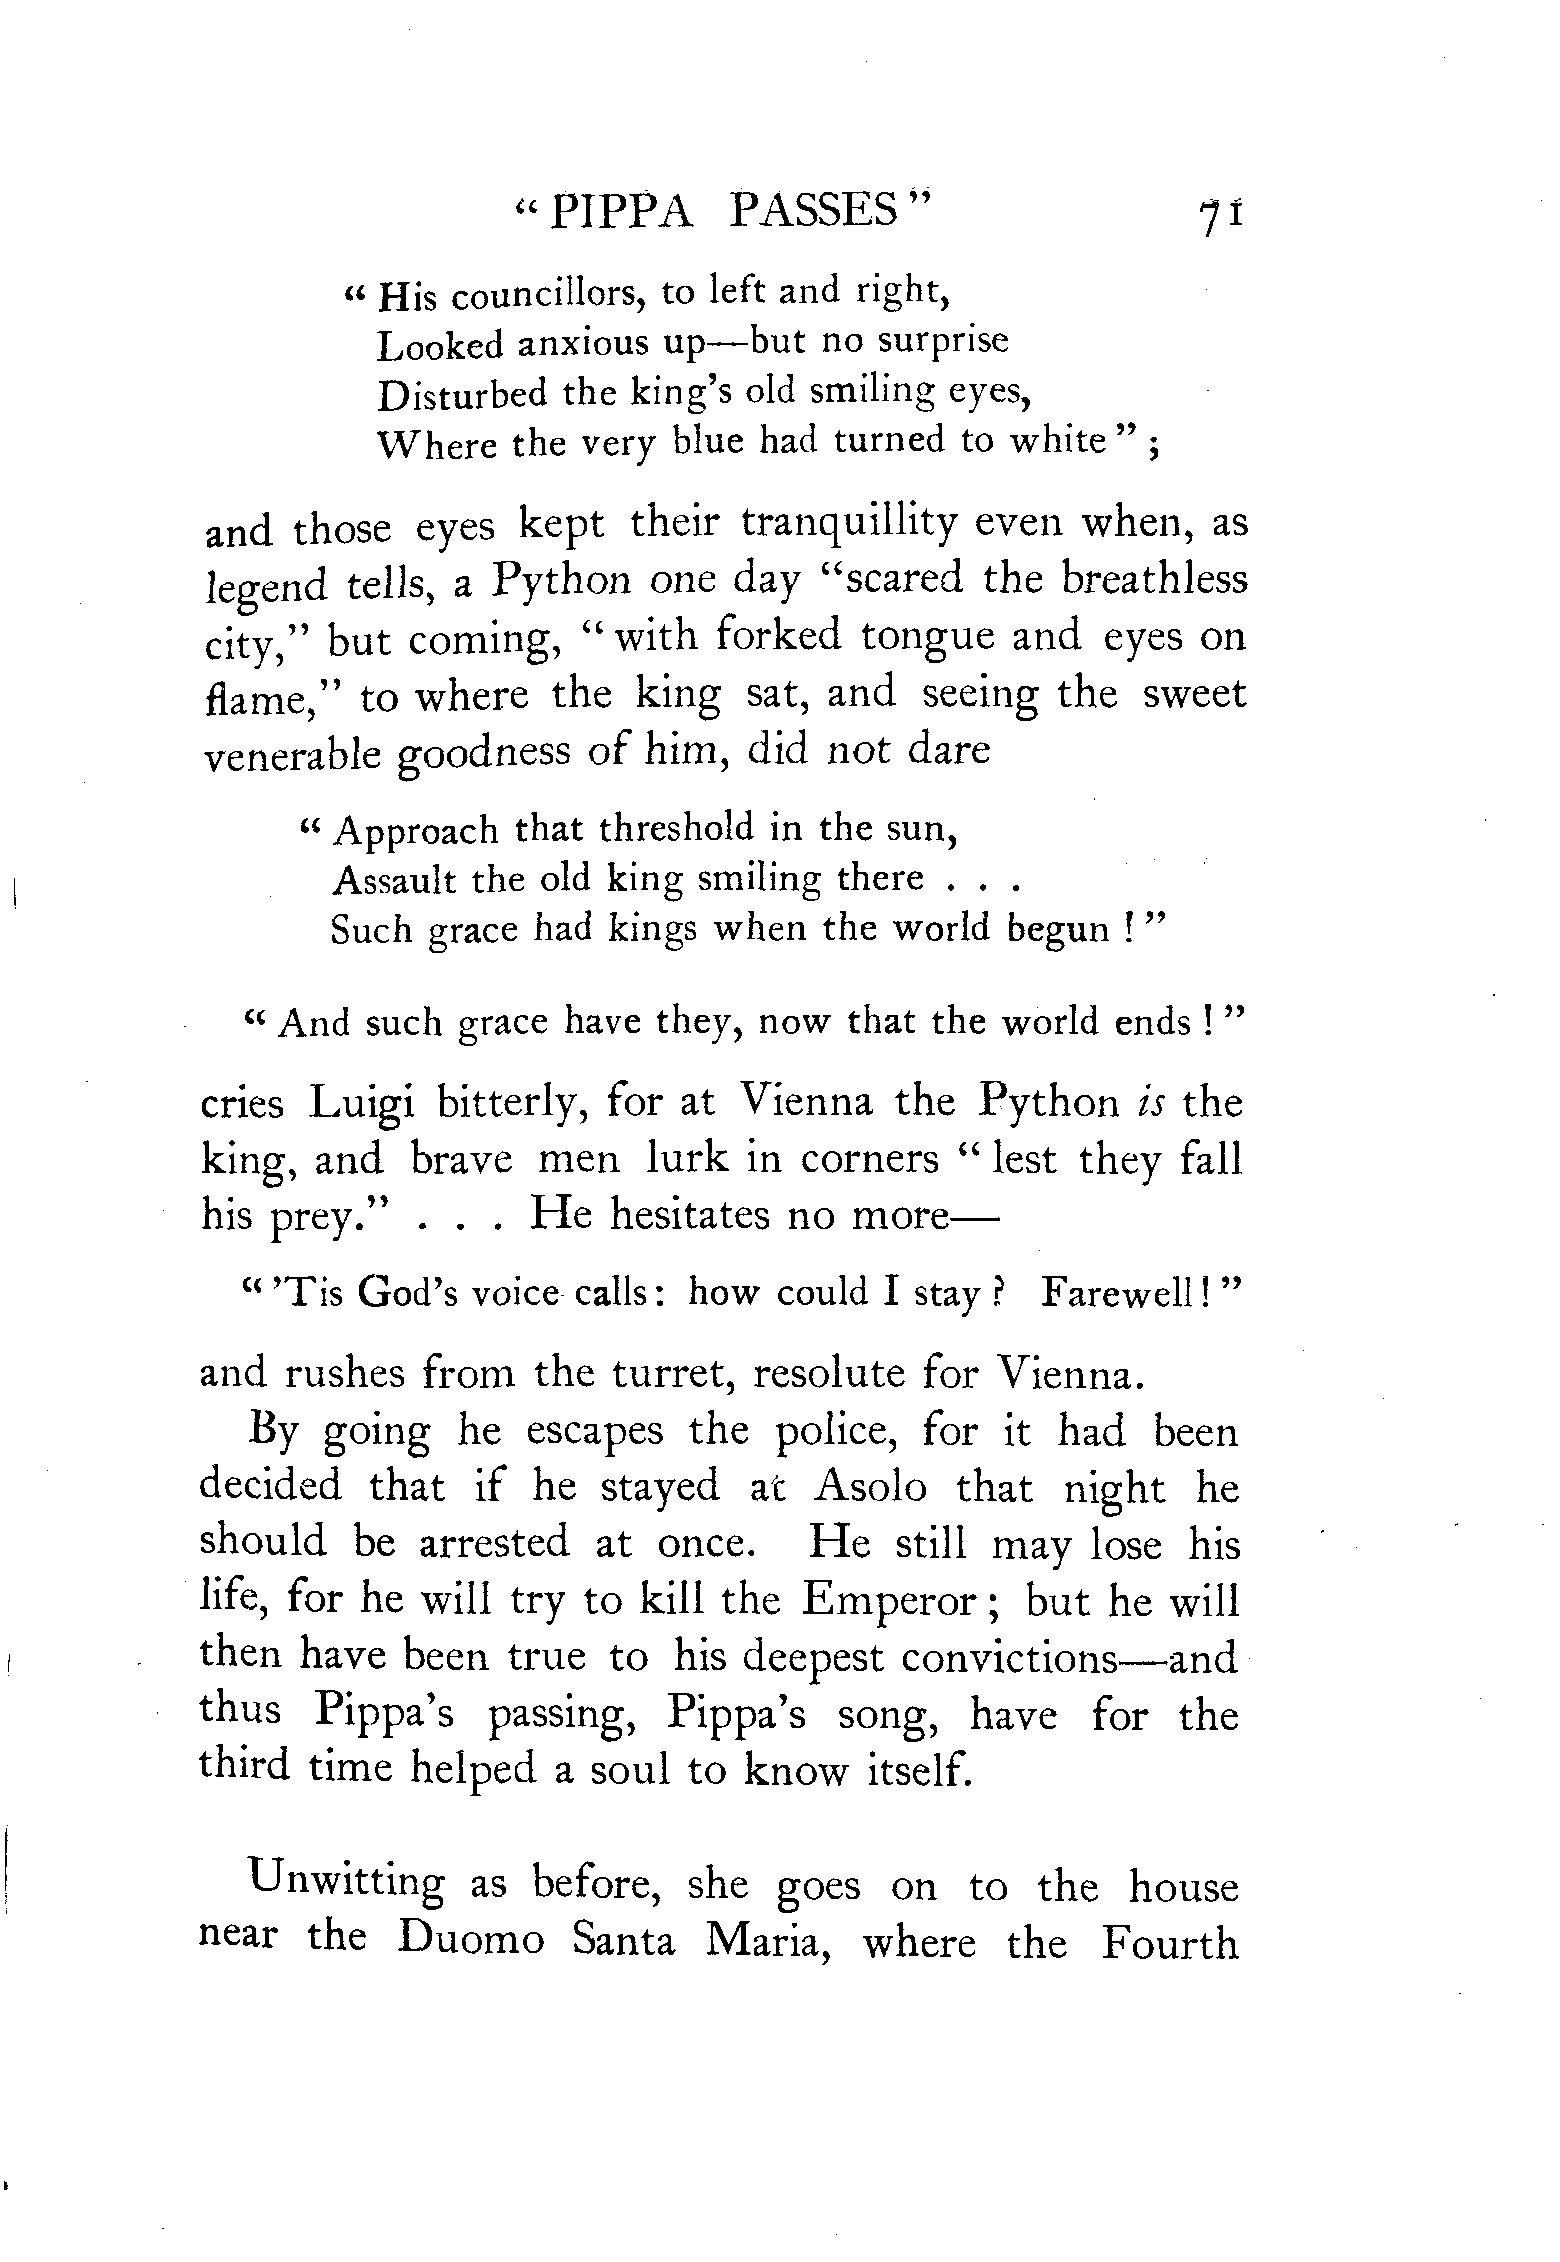 “ PIPPA PASSES ” 71
“ His councillors, to left and right,
Looked anxious up—but no surprise
Disturbed the king’s old smiling eyes,
Where the very blue had turned to white ” ;
and those eyes kept their tranquillity even when, as
legend tells, a Python one day “scared the breathless
city,” but coming, “ with forked tongue and eyes on
flame,” to where the king sat, and seeing the sweet
venerable goodness of him, did not dare
“ Approach that threshold in the sun,
Assault the old king smiling there . . .
Such grace had kings when the world begun ! ”
“ And such grace have they, now that the world ends ! ”
cries Luigi bitterly, for at Vienna the Python is the
king, and brave men lurk in corners “ lest they fall
his prey.” . . . He hesitates no more—
“ ’Tis God’s voice calls: how could I stay ? Farewell! ”
and rushes from the turret, resolute for Vienna.
By going he escapes the police, for it had been
decided that if he stayed at Asolo that night he
should be arrested at once. He still may lose his
life, for he will try to kill the Emperor ; but he will
then have been true to his deepest convictions—and
thus Pippa’s passing, Pippa’s song, have for the
third time helped a soul to know itself.
Unwitting as before, she goes on to the house
near the Duomo Santa Maria, where the Fourth